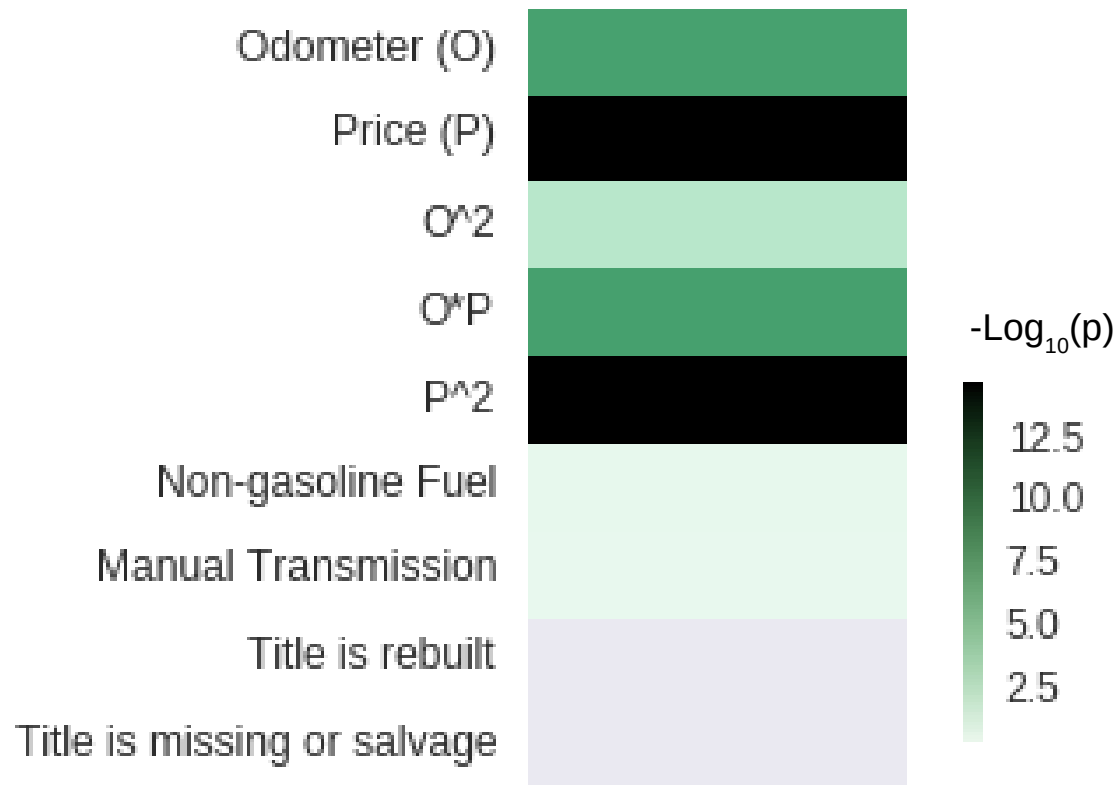 Odometer (O)
Price (P)
O^2
O*P
P^2
Non-gasoline Fuel
Manual Transmission
Title is rebuilt
Title is missing or salvage
-Log₁₀(p)
12.5
10.0
7.5
5.0
2.5